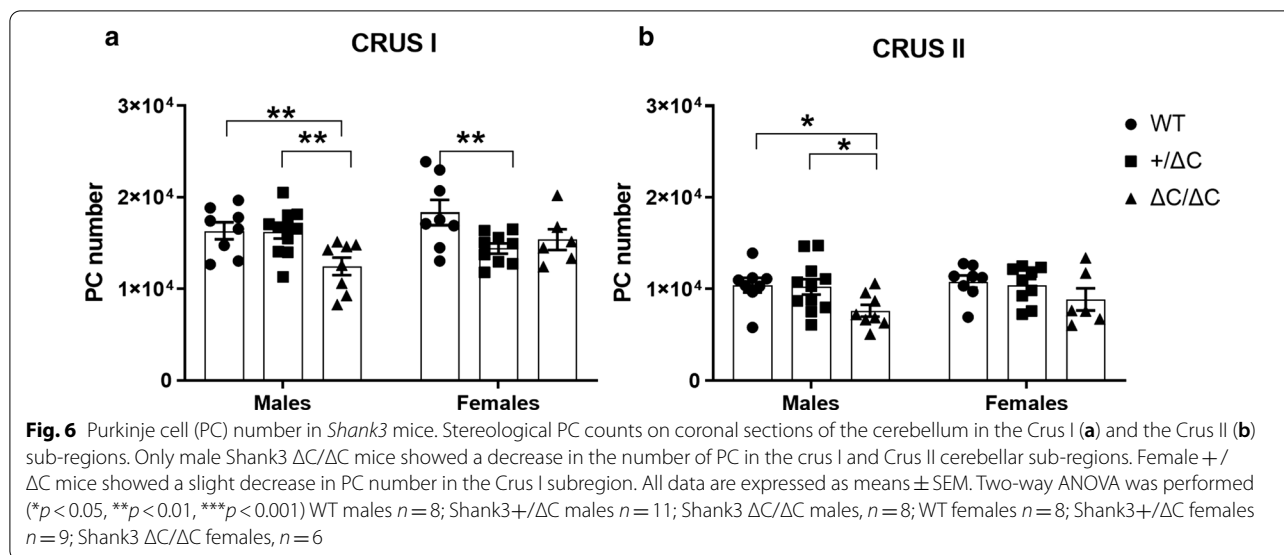 a
CRUS I
b
CRUS II
3×10⁴
2×10⁴
1×10⁴
0
PC number
**
**
**
Males
Females
3×10⁴
2×10⁴
1×10⁴
0
PC number
*
*
Males
Females
WT
+/ΔC
ΔC/ΔC
Fig. 6 Purkinje cell (PC) number in Shank3 mice. Stereological PC counts on coronal sections of the cerebellum in the Crus I (a) and the Crus II (b)
sub-regions. Only male Shank3 ΔC/ΔC mice showed a decrease in the number of PC in the crus I and Crus II cerebellar sub-regions. Female +/
ΔC mice showed a slight decrease in PC number in the Crus I subregion. All data are expressed as means ± SEM. Two-way ANOVA was performed
(*p < 0.05, **p < 0.01, ***p < 0.001) WT males n = 8; Shank3+/ΔC males n = 11; Shank3 ΔC/ΔC males, n = 8; WT females n = 8; Shank3+/ΔC females
n = 9; Shank3 ΔC/ΔC females, n = 6